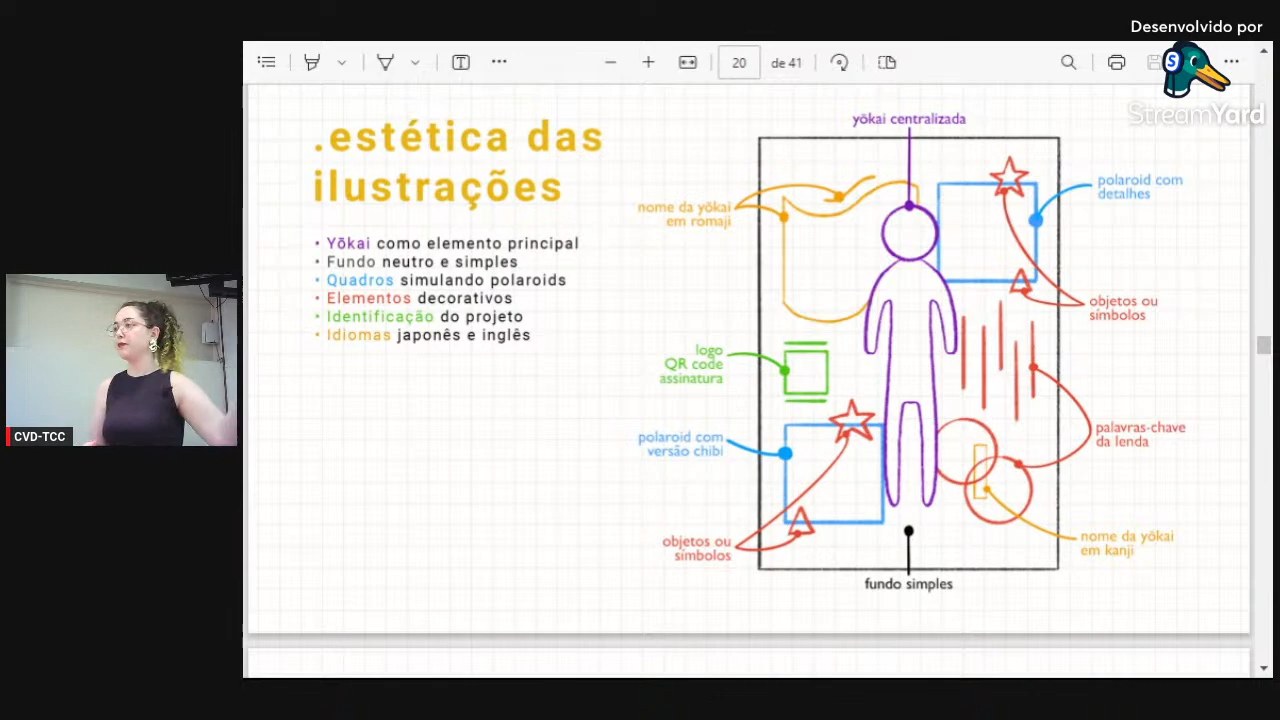 Desenvolvido por
StreamYard
20
de 41
.estética das
ilustrações
• Yōkai como elemento principal
• Fundo neutro e simples
• Quadros simulando polaroids
• Elementos decorativos
• Identificação do projeto
• Idiomas japonês e inglês
yōkai centralizada
nome da yōkai
em romaji
polaroid com
detalhes
objetos ou
símbolos
logo
QR code
assinatura
polaroid com
versão chibi
palavras-chave
da lenda
objetos ou
símbolos
nome da yōkai
em kanji
fundo simples
CVD-TCC